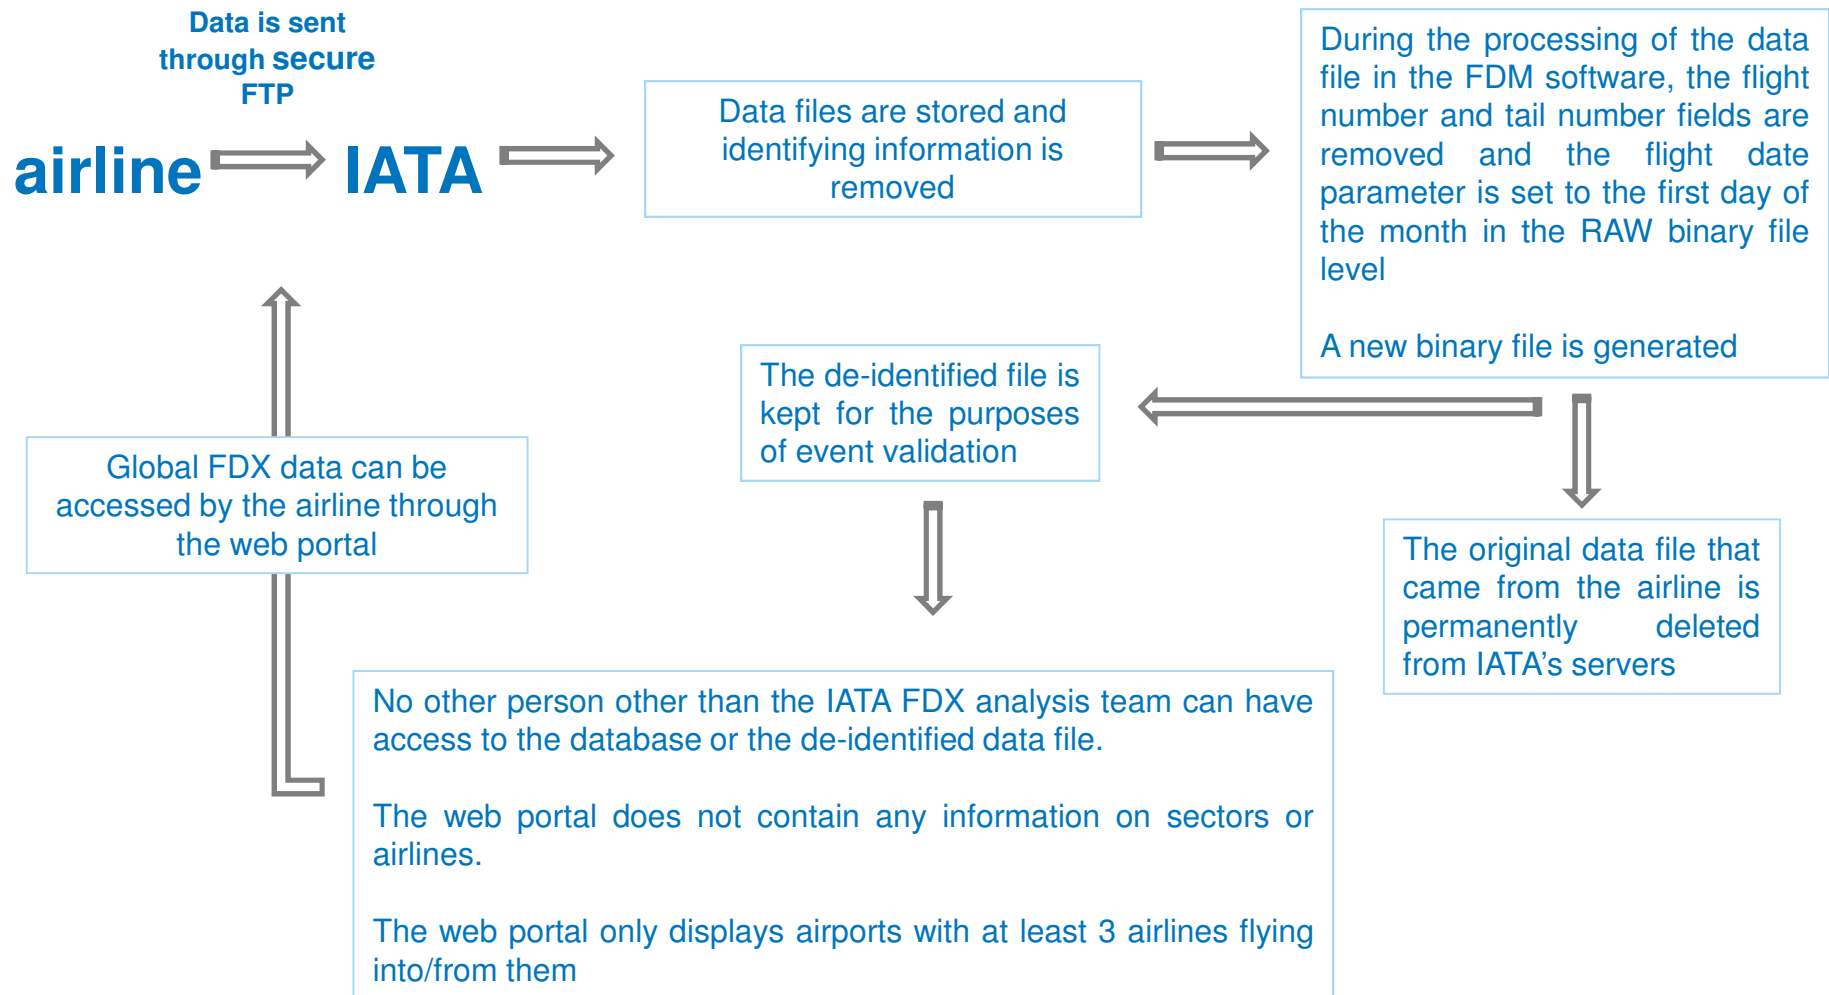 Data is sent
through secure
FTP
airline
IATA
Data files are stored and
identifying information is
removed
During the processing of the data
file in the FDM software, the flight
number and tail number fields are
removed and the flight date
parameter is set to the first day of
the month in the RAW binary file
level
A new binary file is generated
The de-identified file is
kept for the purposes
of event validation
The original data file that
came from the airline is
permanently deleted
from IATA’s servers
No other person other than the IATA FDX analysis team can have
access to the database or the de-identified data file.
The web portal does not contain any information on sectors or
airlines.
The web portal only displays airports with at least 3 airlines flying
into/from them
Global FDX data can be
accessed by the airline through
the web portal